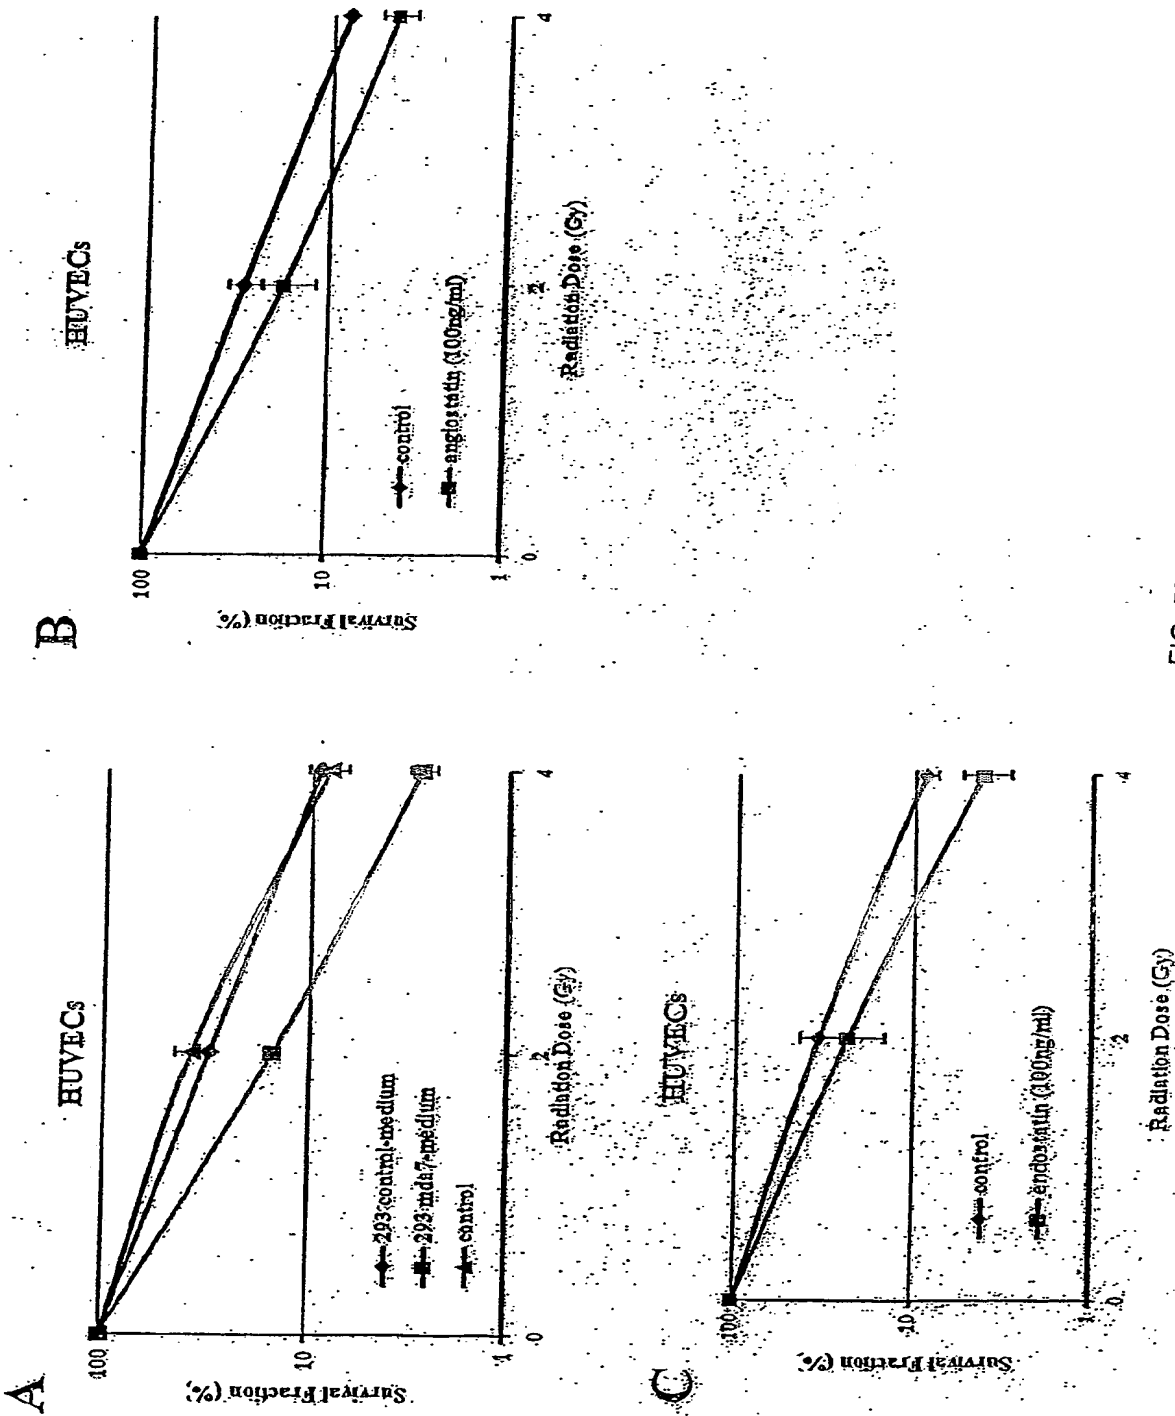 A
HUVECs
100
10
1
0
2
4
Survival Fraction (%)
Radiation Dose (Gy)
293 control-medium
293 mda7-medium
control
B
HUVECs
100
10
1
0
2
4
Survival Fraction (%)
Radiation Dose (Gy)
control
angiostatin (100ng/ml)
C
HUVECs
100
10
1
0
2
4
Survival Fraction (%)
Radiation Dose (Gy)
control
endostatin (100ng/ml)